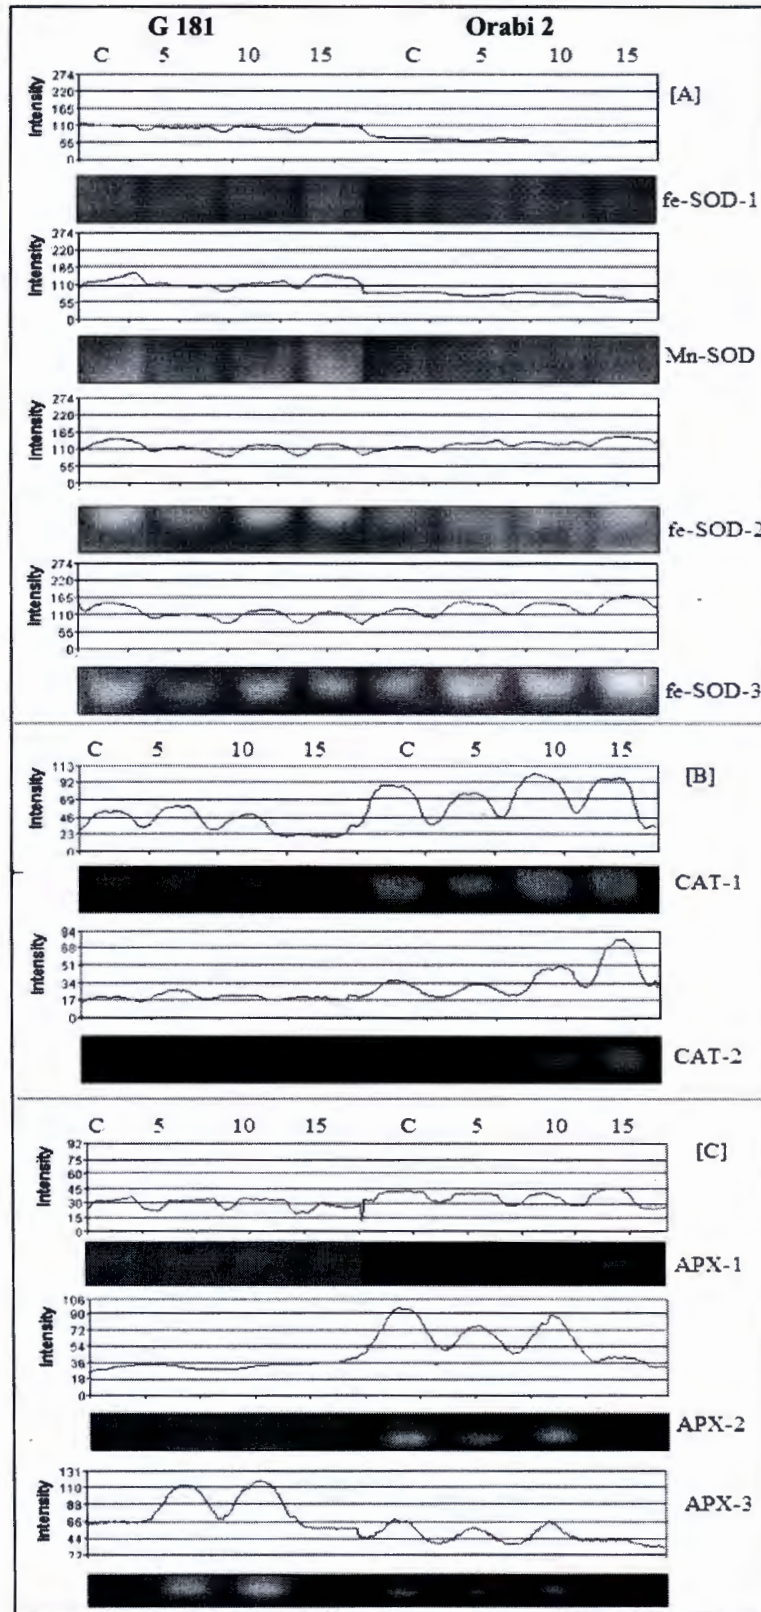 G 181 Orabi 2
C 5 10 15 C 5 10 15
[A]
Intensity
274
220
165
110
55
0
fe-SOD-1
Intensity
274
220
165
110
55
0
Mn-SOD
Intensity
274
220
165
110
55
0
fe-SOD-2
Intensity
274
220
165
110
55
0
fe-SOD-3
C 5 10 15 C 5 10 15
[B]
Intensity
113
92
69
46
23
0
CAT-1
Intensity
94
68
51
34
17
0
CAT-2
C 5 10 15 C 5 10 15
[C]
Intensity
92
75
60
45
30
15
0
APX-1
Intensity
106
90
72
54
36
18
0
APX-2
Intensity
131
110
88
66
44
22
APX-3